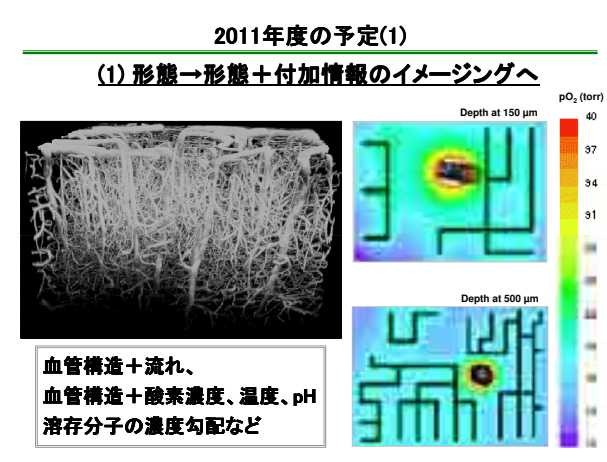 2011年度の予定(1)
(1) 形態→形態＋付加情報のイメージングへ
pO2 (torr)
Depth at 150 µm
40
37
34
31
Depth at 500 µm
血管構造＋流れ、
血管構造＋酸素濃度、温度、pH
溶存分子の濃度勾配など